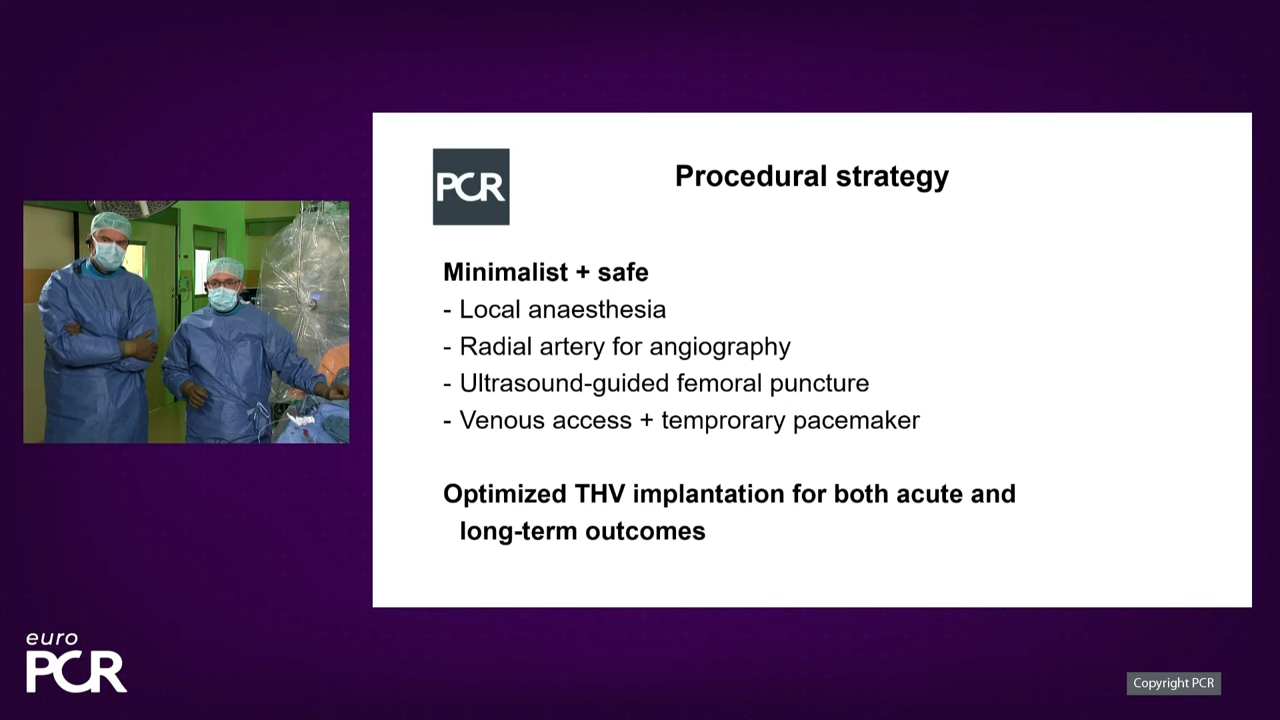 PCR
Procedural strategy
Minimalist + safe
- Local anaesthesia
- Radial artery for angiography
- Ultrasound-guided femoral puncture
- Venous access + temprorary pacemaker
Optimized THV implantation for both acute and
long-term outcomes
euro
PCR
Copyright PCR